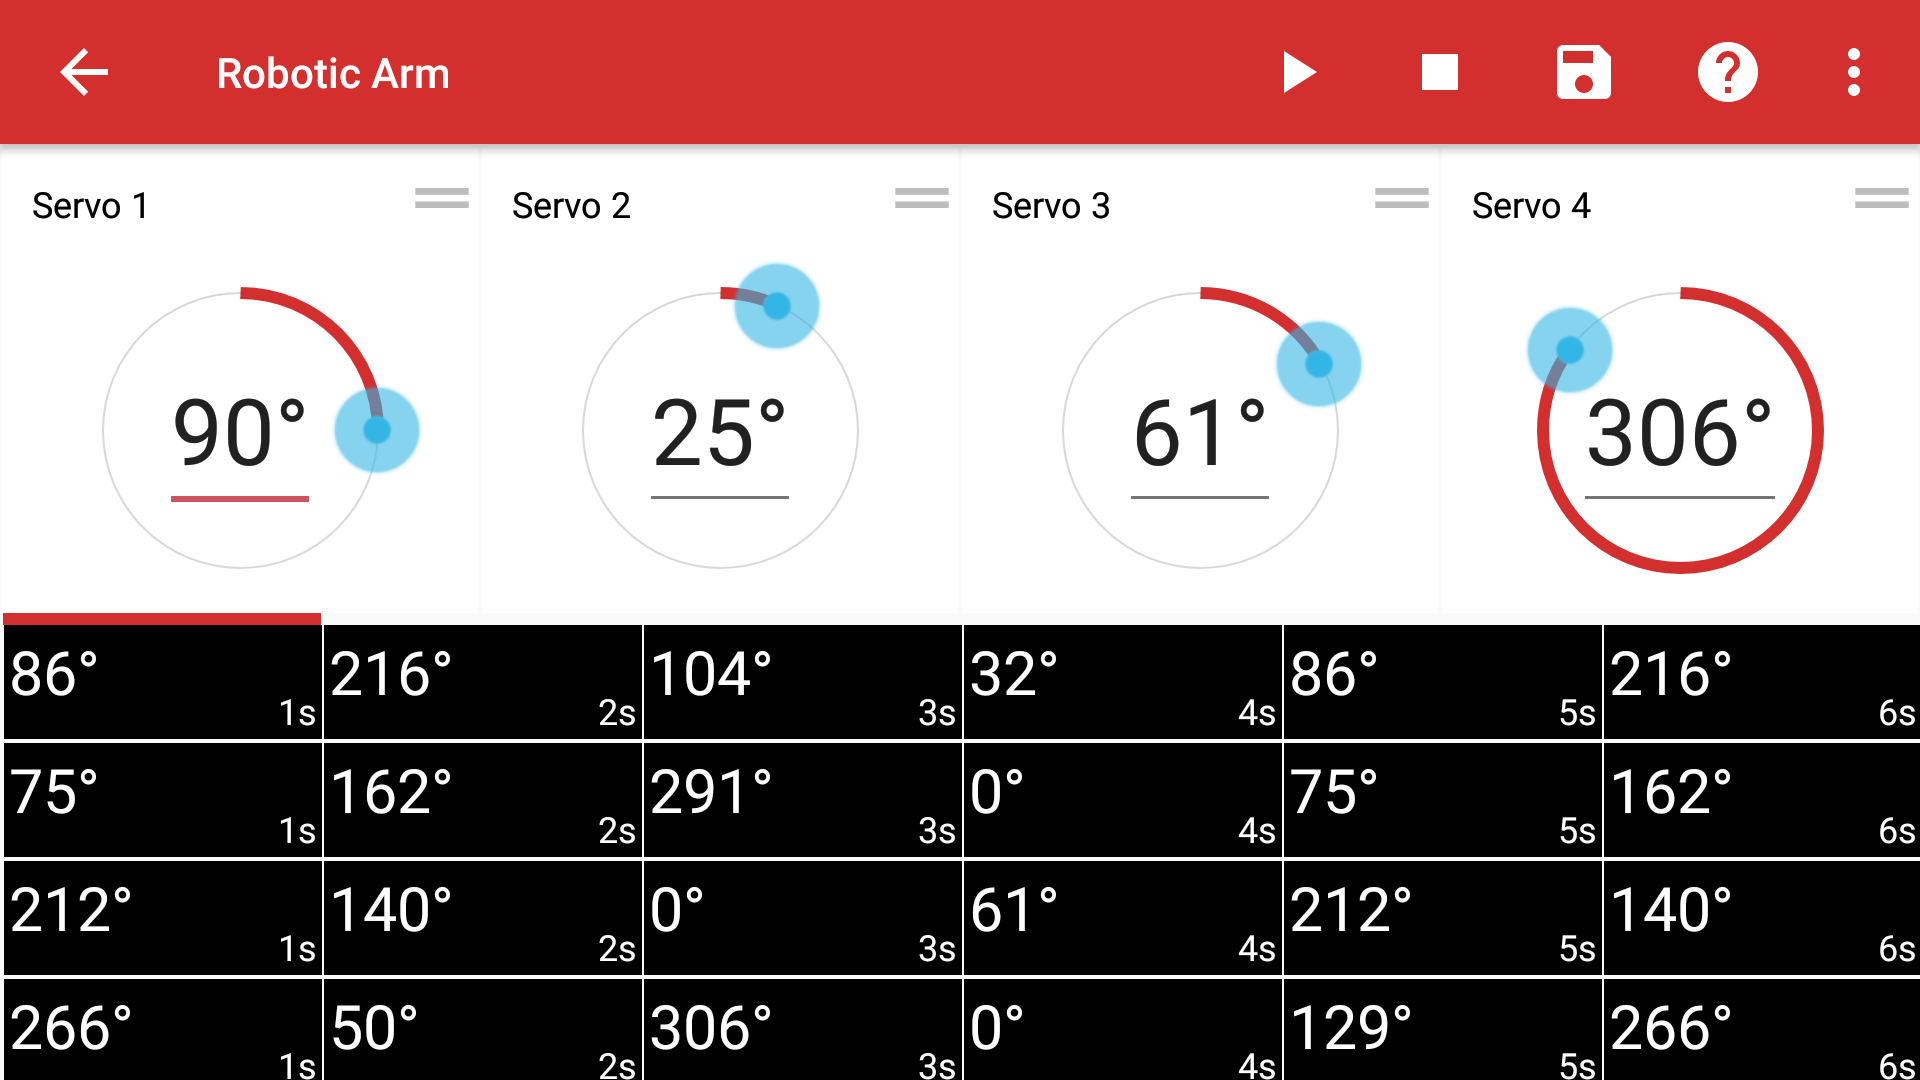 Robotic Arm
Servo 1
Servo 2
Servo 3
Servo 4
90°
25°
61°
306°
86° 1s 216° 2s 104° 3s 32° 4s 86° 5s 216° 6s
75° 1s 162° 2s 291° 3s 0° 4s 75° 5s 162° 6s
212° 1s 140° 2s 0° 3s 61° 4s 212° 5s 140° 6s
266° 1s 50° 2s 306° 3s 0° 4s 129° 5s 266° 6s